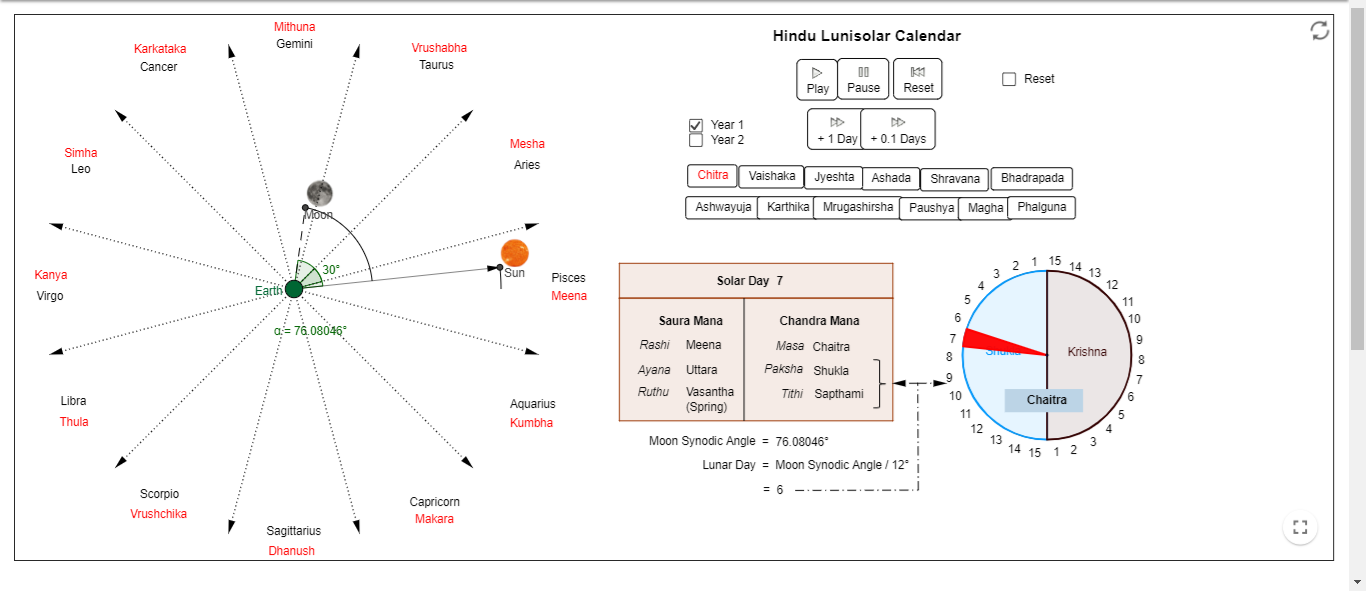 Hindu Lunisolar Calendar
Play
Pause
Reset
Reset
Year 1
Year 2
+ 1 Day
+ 0.1 Days
Chitra
Vaishaka
Jyeshta
Ashada
Shravana
Bhadrapada
Ashwayuja
Karthika
Mrugashirsha
Paushya
Magha
Phalguna
Mithuna
Gemini
Karkataka
Cancer
Vrushabha
Taurus
Simha
Leo
Mesha
Aries
Moon
Sun
30°
Earth
α = 76.08046°
Kanya
Virgo
Pisces
Meena
Libra
Thula
Aquarius
Kumbha
Scorpio
Vrushchika
Capricorn
Makara
Sagittarius
Dhanush
Solar Day 7
Saura Mana
Rashi Meena
Ayana Uttara
Ruthu Vasantha
(Spring)
Chandra Mana
Masa Chaitra
Paksha Shukla
Tithi Sapthami
Moon Synodic Angle = 76.08046°
Lunar Day = Moon Synodic Angle / 12°
= 6
1
2
3
4
5
6
7
8
9
10
11
12
13
14
15
15
14
13
12
11
10
9
8
7
6
5
4
3
2
1
Shukla
Krishna
Chaitra